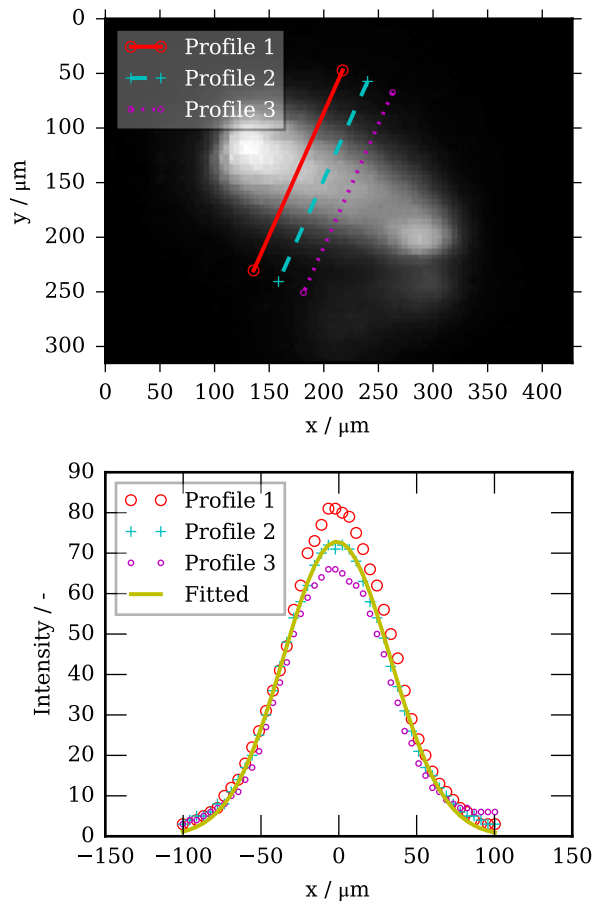 0
50
100
150
200
250
300
y / μm
Profile 1
Profile 2
Profile 3
0 50 100 150 200 250 300 350 400
x / μm
90
80
70
60
50
40
30
20
10
0
Intensity / -
Profile 1
Profile 2
Profile 3
Fitted
−150 −100 −50 0 50 100 150
x / μm